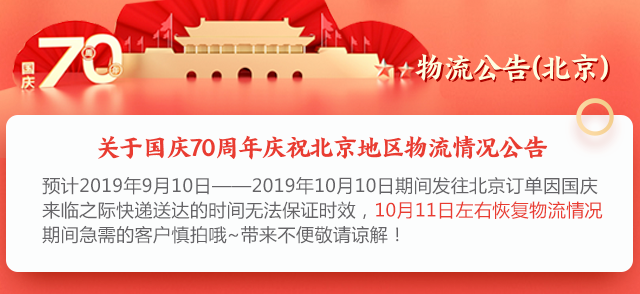 国庆
70
周年
物流公告(北京)
关于国庆70周年庆祝北京地区物流情况公告
预计2019年9月10日——2019年10月10日期间发往北京订单因国庆
来临之际快递送达的时间无法保证时效，10月11日左右恢复物流情况
期间急需的客户慎拍哦~带来不便敬请谅解！